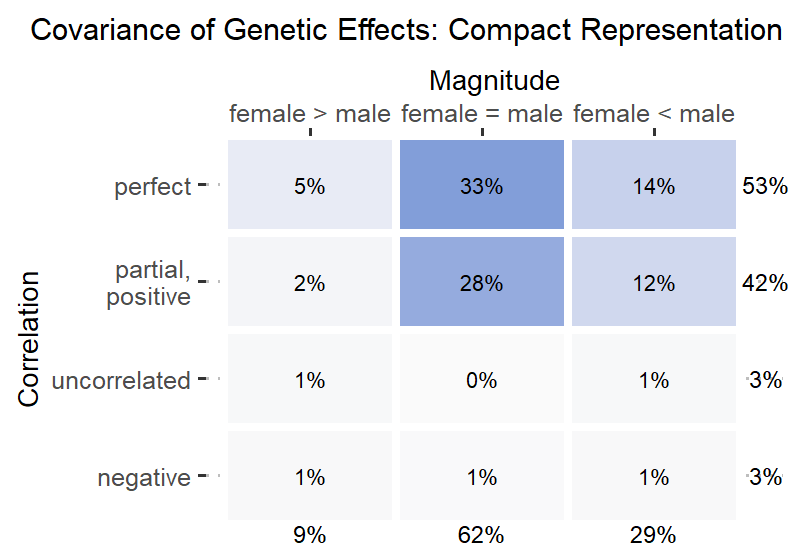 Covariance of Genetic Effects: Compact Representation
Magnitude
female > male female = male female < male
perfect 5% 33% 14% 53%
partial,
positive 2% 28% 12% 42%
uncorrelated 1% 0% 1% 3%
negative 1% 1% 1% 3%
9% 62% 29%
Correlation